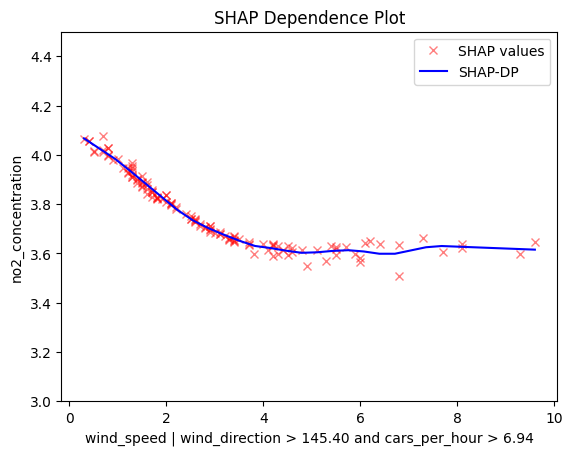 SHAP Dependence Plot
SHAP values
SHAP-DP
no2_concentration
4.4
4.2
4.0
3.8
3.6
3.4
3.2
3.0
0 2 4 6 8 10
wind_speed | wind_direction > 145.40 and cars_per_hour > 6.94